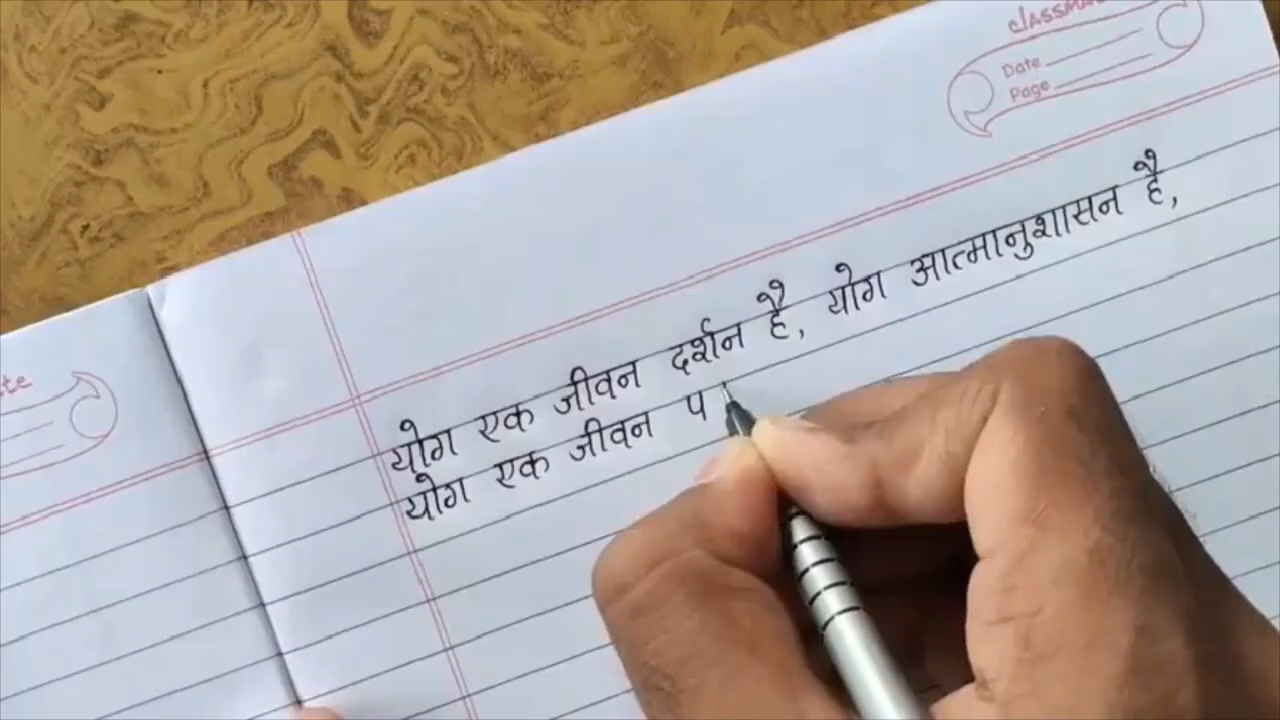 Date
Page
योग एक जीवन दर्शन है, योग आत्मानुशासन है,
योग एक जीवन प